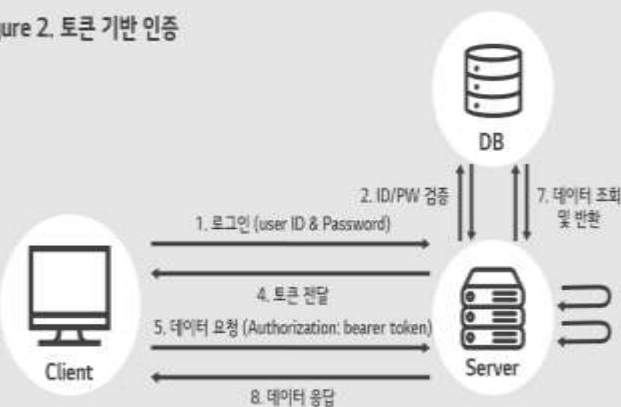 ure 2. 토큰 기반 인증
DB
2. ID/PW 검증
7. 데이터 조회
및 반환
1. 로그인 (user ID & Password)
4. 토큰 전달
5. 데이터 요청 (Authorization: bearer token)
Client
Server
8. 데이터 응답